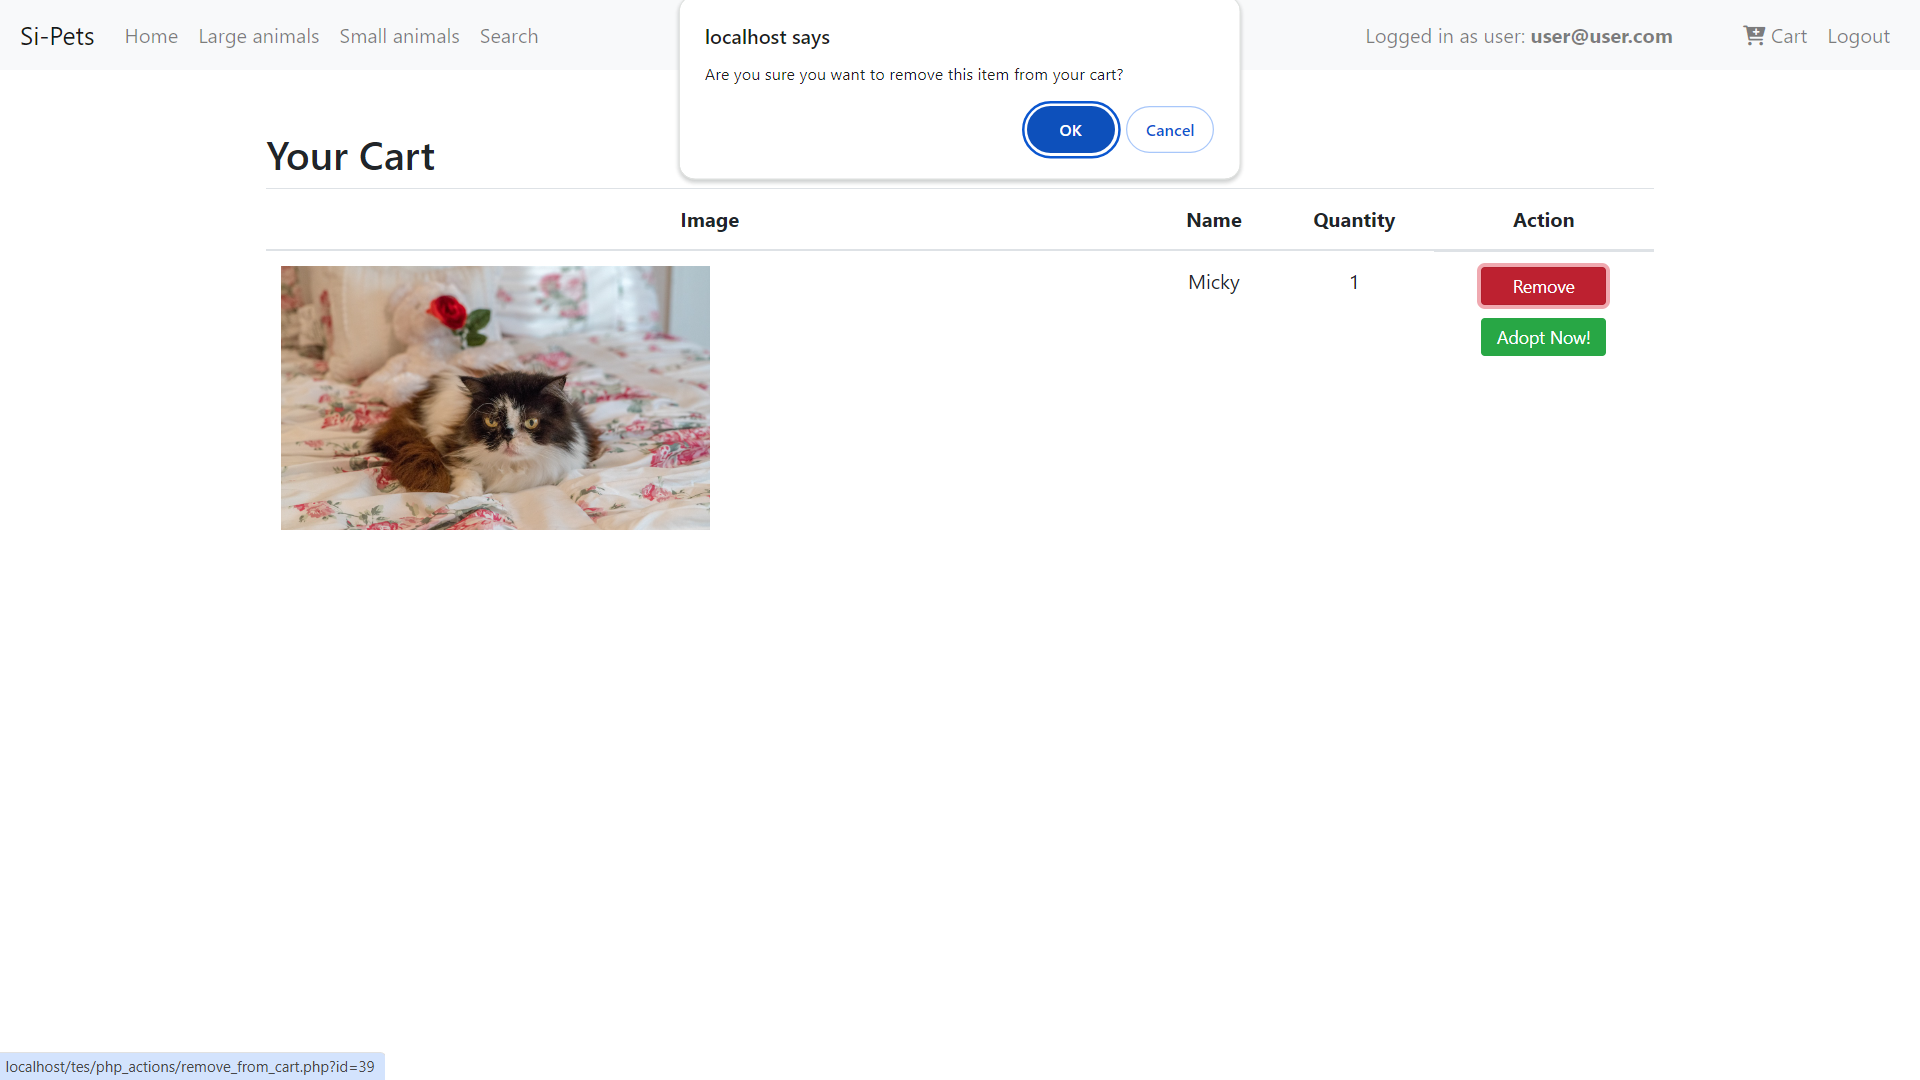 Si-Pets Home Large animals Small animals Search
localhost says
Are you sure you want to remove this item from your cart?
OK Cancel
Logged in as user: user@user.com Cart Logout
Your Cart
Image Name Quantity Action
Micky 1 Remove
Adopt Now!
localhost/tes/php_actions/remove_from_cart.php?id=39